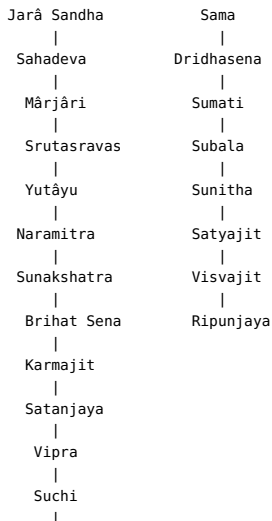 Jarâ Sandha Sama
| |
Sahadeva Dridhasena
| |
Mârjâri Sumati
| |
Srutasravas Subala
| |
Yutâyu Sunitha
| |
Naramitra Satyajit
| |
Sunakshatra Visvajit
| |
Brihat Sena Ripunjaya
|
Karmajit
|
Satanjaya
|
Vipra
|
Suchi
|